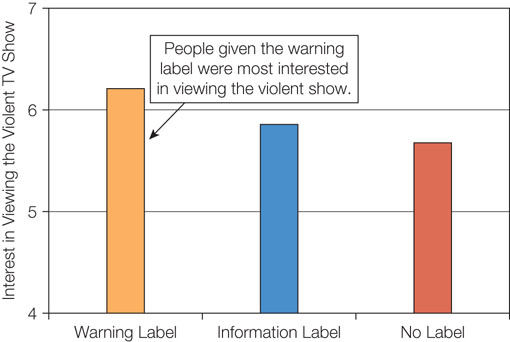 Interest in Viewing the Violent TV Show
7
6
5
4
People given the warning
label were most interested
in viewing the violent show.
Warning Label
Information Label
No Label